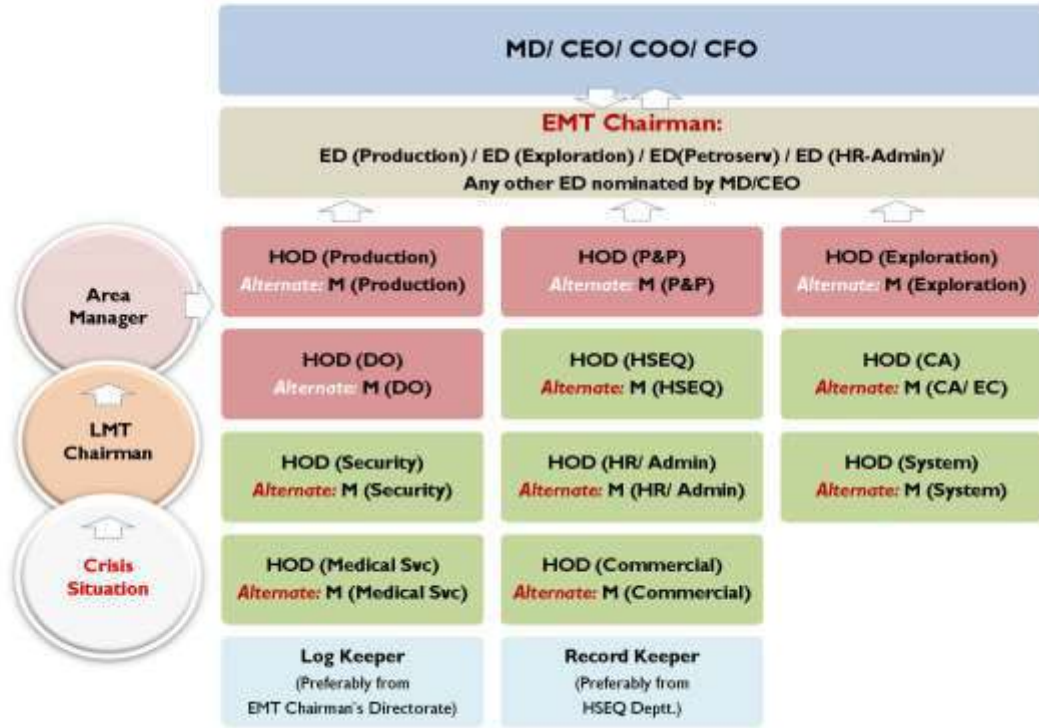 MD/ CEO/ COO/ CFO
EMT Chairman:
ED (Production) / ED (Exploration) / ED(Petroserv) / ED (HR-Admin)/
Any other ED nominated by MD/CEO
Area
Manager
LMT
Chairman
Crisis
Situation
HOD (Production)
Alternate: M (Production)
HOD (P&P)
Alternate: M (P&P)
HOD (Exploration)
Alternate: M (Exploration)
HOD (DO)
Alternate: M (DO)
HOD (HSEQ)
Alternate: M (HSEQ)
HOD (CA)
Alternate: M (CA/ EC)
HOD (Security)
Alternate: M (Security)
HOD (HR/ Admin)
Alternate: M (HR/ Admin)
HOD (System)
Alternate: M (System)
HOD (Medical Svc)
Alternate: M (Medical Svc)
HOD (Commercial)
Alternate: M (Commercial)
Log Keeper
(Preferably from
EMT Chairman's Directorate)
Record Keeper
(Preferably from
HSEQ Deptt.)